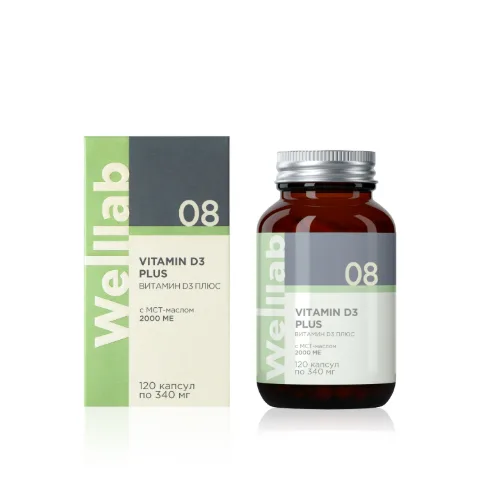 Welllab
08
VITAMIN D3
PLUS
ВИТАМИН D3 ПЛЮС
с МСТ-маслом
2000 МЕ
120 капсул
по 340 мг
Welllab
08
VITAMIN D3
PLUS
ВИТАМИН D3 ПЛЮС
с МСТ-маслом
2000 МЕ
120 капсул
по 340 мг